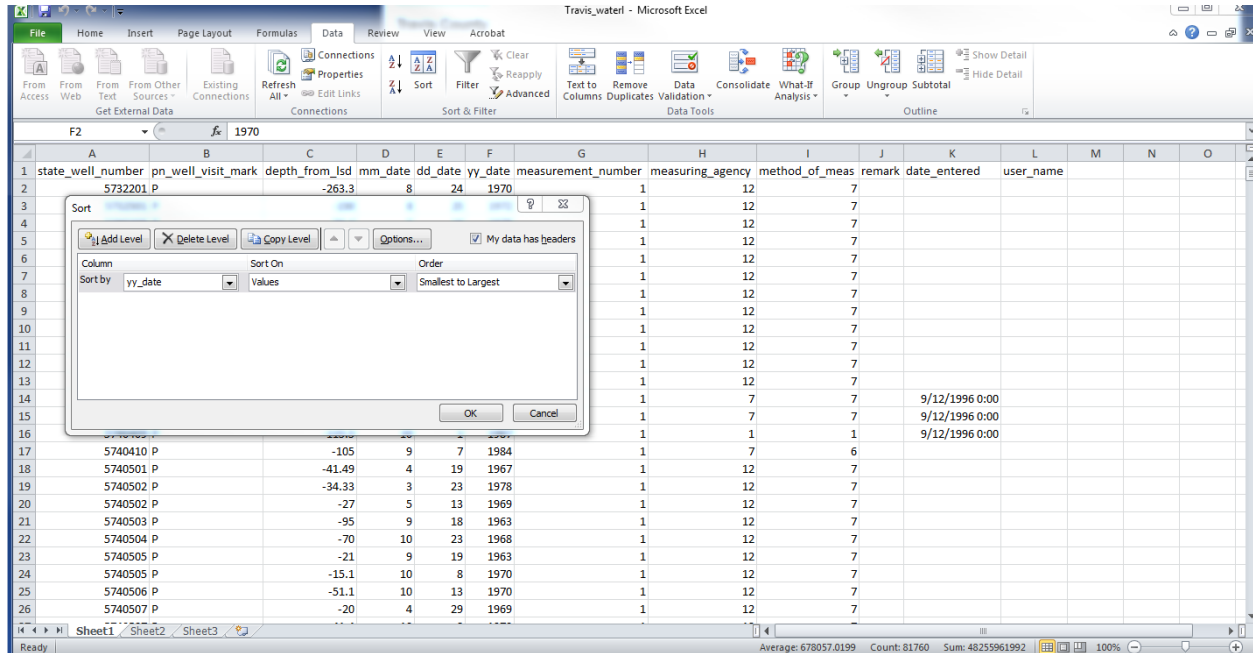 Travis_waterl - Microsoft Excel
File Home Insert Page Layout Formulas Data Review View Acrobat
From Access
From Web
From Text
From Other Sources
Existing Connections
Get External Data
Refresh All
Connections
Properties
Edit Links
Connections
Sort
Filter
Clear
Reapply
Advanced
Sort & Filter
Text to Columns
Remove Duplicates
Data Validation
Consolidate
What-If Analysis
Data Tools
Group
Ungroup
Subtotal
Show Detail
Hide Detail
Outline
F2 fx 1970
A B C D E F G H I J K L M N O
1 state_well_number pn_well_visit_mark depth_from_lsd mm_date dd_date yy_date measurement_number measuring_agency method_of_meas remark date_entered user_name
2 5732201 P -263.3 8 24 1970 1 12 7
3 1 12 7
4 1 12 7
5 1 12 7
6 1 12 7
7 1 12 7
8 1 12 7
9 1 12 7
10 1 12 7
11 1 12 7
12 1 12 7
13 1 12 7
14 1 7 7 9/12/1996 0:00
15 1 7 7 9/12/1996 0:00
16 1 1 1 9/12/1996 0:00
17 5740410 P -105 9 7 1984 1 7 6
18 5740501 P -41.49 4 19 1967 1 12 7
19 5740502 P -34.33 3 23 1978 1 12 7
20 5740502 P -27 5 13 1969 1 12 7
21 5740503 P -95 9 18 1963 1 12 7
22 5740504 P -70 10 23 1968 1 12 7
23 5740505 P -21 9 19 1963 1 12 7
24 5740505 P -15.1 10 8 1970 1 12 7
25 5740506 P -51.1 10 13 1970 1 12 7
26 5740507 P -20 4 29 1969 1 12 7
Sort
Add Level Delete Level Copy Level Options... My data has headers
Column Sort On Order
Sort by yy_date Values Smallest to Largest
OK Cancel
Sheet1 Sheet2 Sheet3
Ready Average: 678057.0199 Count: 81760 Sum: 48255961992 100%